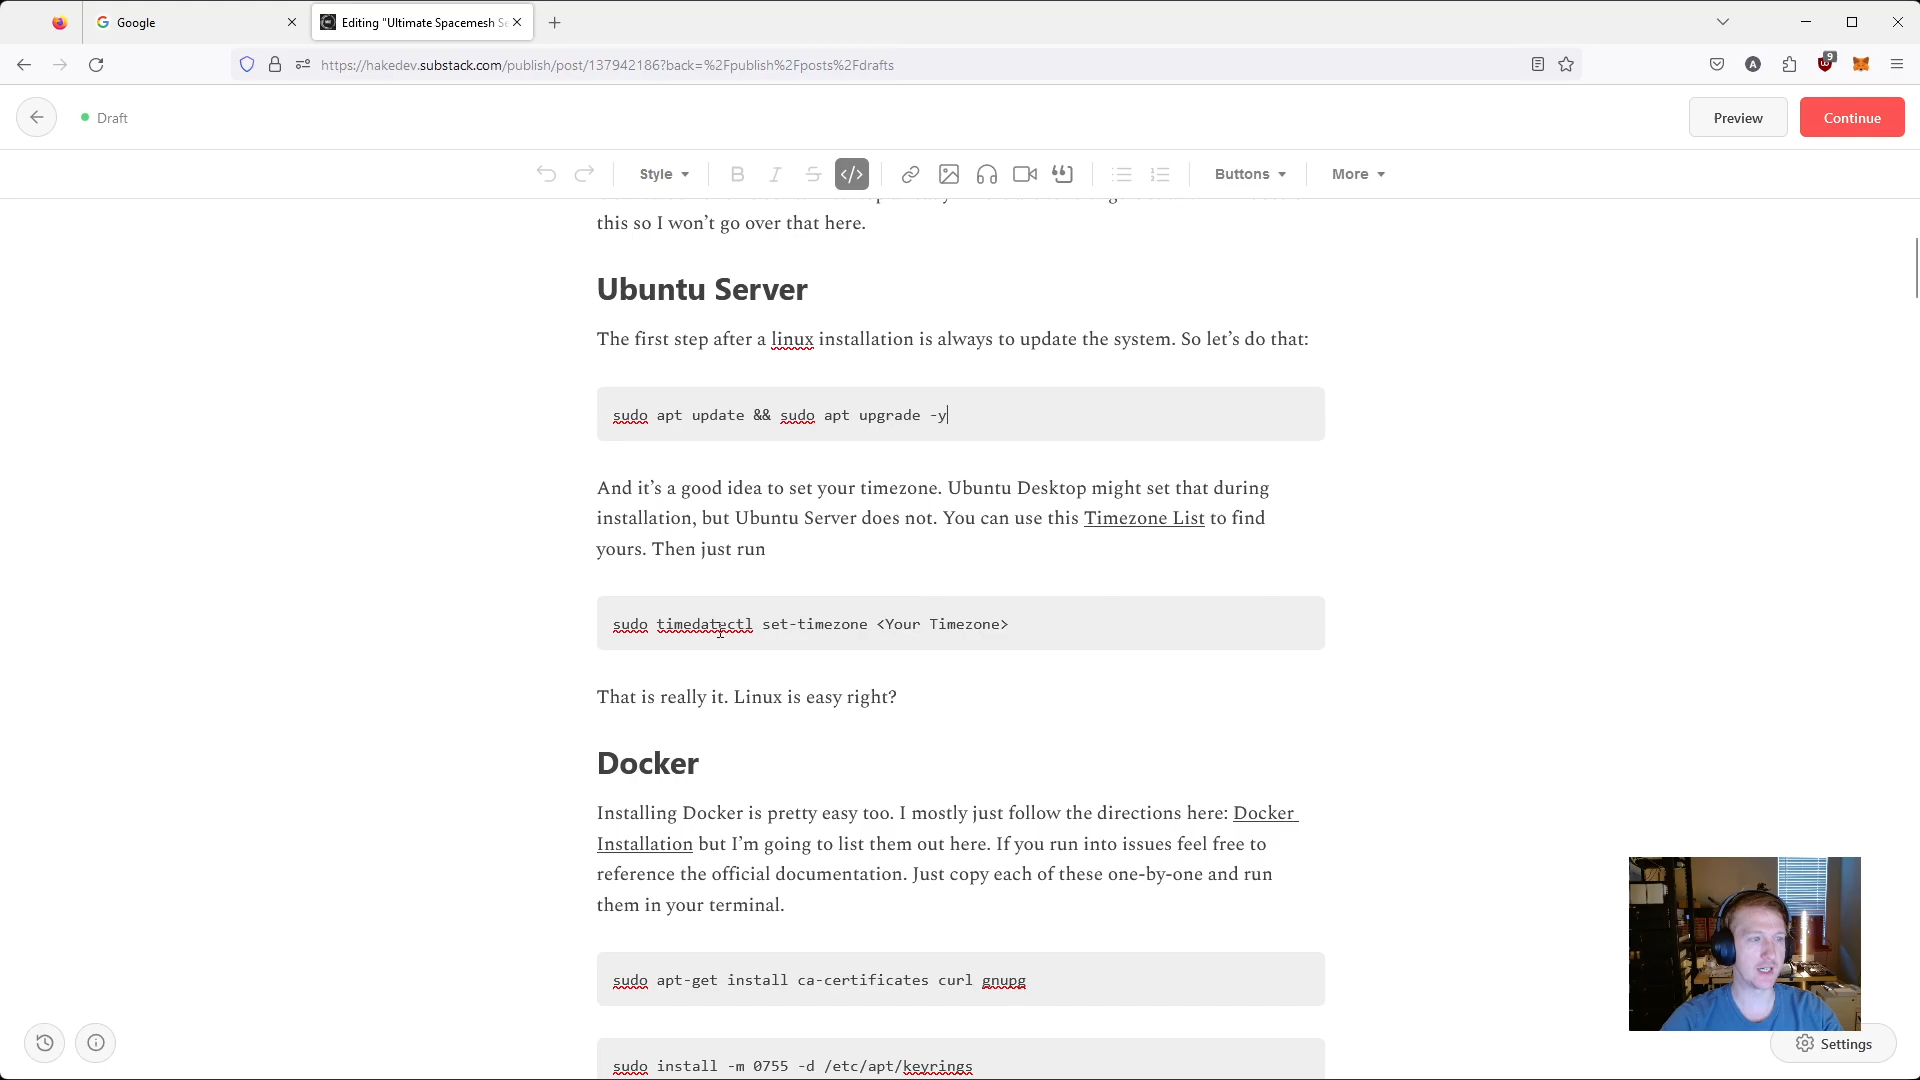 Google
Editing "Ultimate Spacemesh Se
https://hakedev.substack.com/publish/post/137942186?back=%2Fpublish%2Fposts%2Fdrafts
9
Draft
Preview
Continue
Style
Buttons
More
this so I won't go over that here.
Ubuntu Server
The first step after a linux installation is always to update the system. So let's do that:
sudo apt update && sudo apt upgrade -y
And it's a good idea to set your timezone. Ubuntu Desktop might set that during
installation, but Ubuntu Server does not. You can use this Timezone List to find
yours. Then just run
sudo timedatectl set-timezone <Your Timezone>
That is really it. Linux is easy right?
Docker
Installing Docker is pretty easy too. I mostly just follow the directions here: Docker
Installation but I'm going to list them out here. If you run into issues feel free to
reference the official documentation. Just copy each of these one-by-one and run
them in your terminal.
sudo apt-get install ca-certificates curl gnupg
sudo install -m 0755 -d /etc/apt/keyrings
Settings